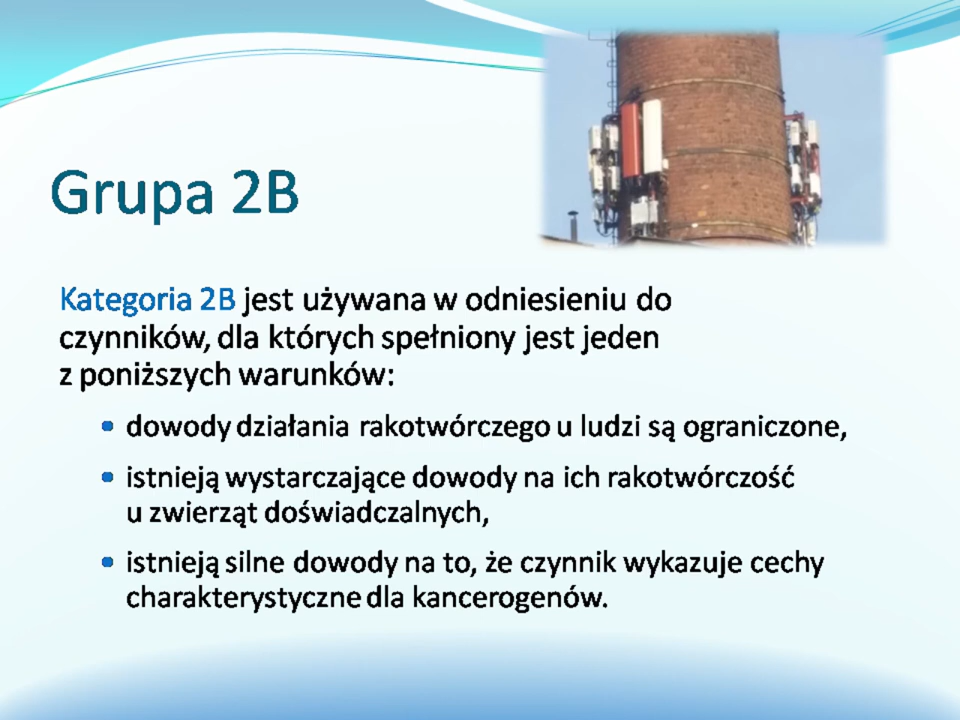 Grupa 2B
Kategoria 2B jest używana w odniesieniu do
czynników, dla których spełniony jest jeden
z poniższych warunków:
• dowody działania rakotwórczego u ludzi są ograniczone,
• istnieją wystarczające dowody na ich rakotwórczość
u zwierząt doświadczalnych,
• istnieją silne dowody na to, że czynnik wykazuje cechy
charakterystyczne dla kancerogenów.